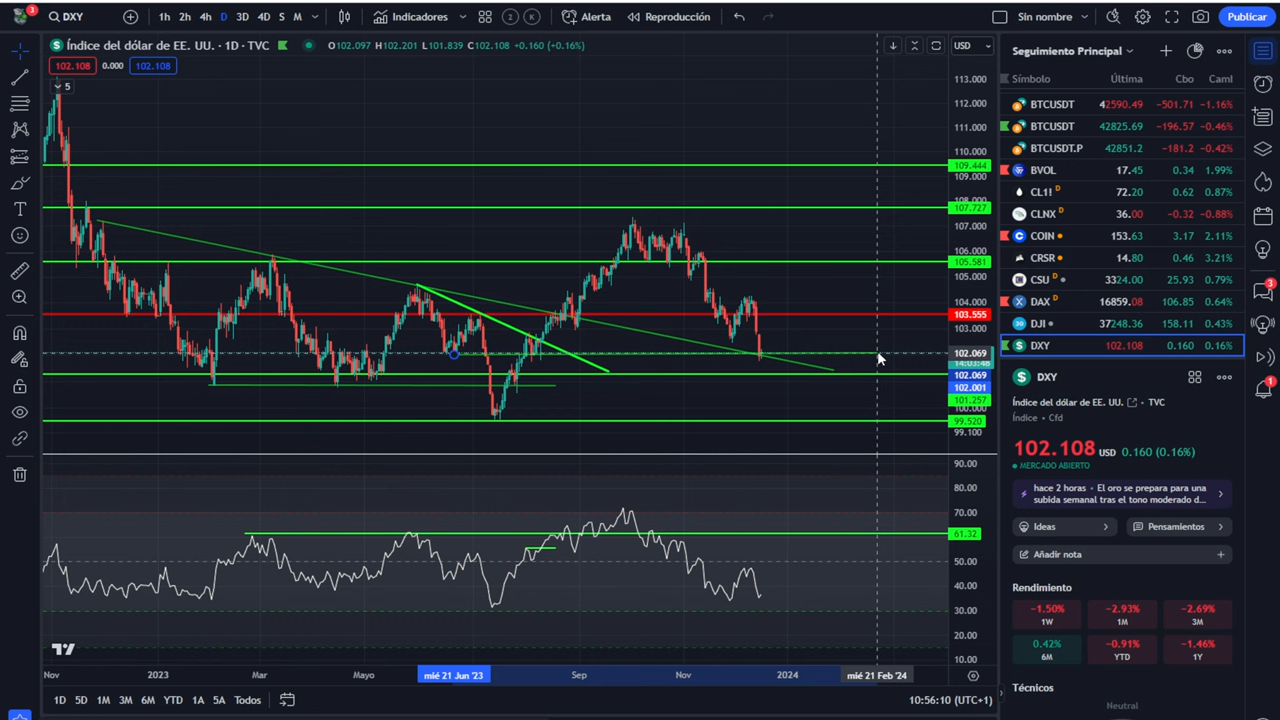 3
DXY
1h 2h 4h D 3D 4D S M
Indicadores
2 K
Alerta
Reproducción
Sin nombre
Publicar
Índice del dólar de EE. UU. · 1D · TVC
O102.097 H102.201 L101.839 C102.108 +0.160 (+0.16%)
102.108 0.000 102.108
5
USD
113.000
112.000
111.000
110.000
109.444
109.000
107.727
107.000
106.000
105.581
105.000
104.000
103.555
103.000
102.069
14:03:48
102.069
102.001
101.257
100.000
99.520
99.100
90.00
80.00
70.00
61.32
50.00
40.00
30.00
20.00
10.00
Nov 2023 Mar Mayo mié 21 Jun '23 Sep Nov 2024 mié 21 Feb '24
1D 5D 1M 3M 6M YTD 1A 5A Todos
10:56:10 (UTC+1)
Seguimiento Principal
Símbolo Última Cbo Caml
BTCUSDT 42590.49 −501.71 −1.16%
BTCUSDT 42825.69 −196.57 −0.46%
BTCUSDT.P 42851.2 −181.2 −0.42%
BVOL 17.45 0.34 1.99%
CL1! D 72.20 0.62 0.87%
CLNX D 36.00 −0.32 −0.88%
COIN 153.63 3.17 2.11%
CRSR 14.80 0.46 3.21%
CSU D 3324.00 25.93 0.79%
DAX D 16859.08 106.85 0.64%
DJI 37248.36 158.11 0.43%
DXY 102.108 0.160 0.16%
DXY
Índice del dólar de EE. UU. · TVC
Índice · Cfd
102.108 USD 0.160 (0.16%)
MERCADO ABIERTO
hace 2 horas · El oro se prepara para una
subida semanal tras el tono moderado d...
Ideas
Pensamientos
Añadir nota
Rendimiento
−1.50% −2.93% −2.69%
1W 1M 3M
0.42% −0.91% −1.46%
6M YTD 1Y
Técnicos
Neutral
3
1